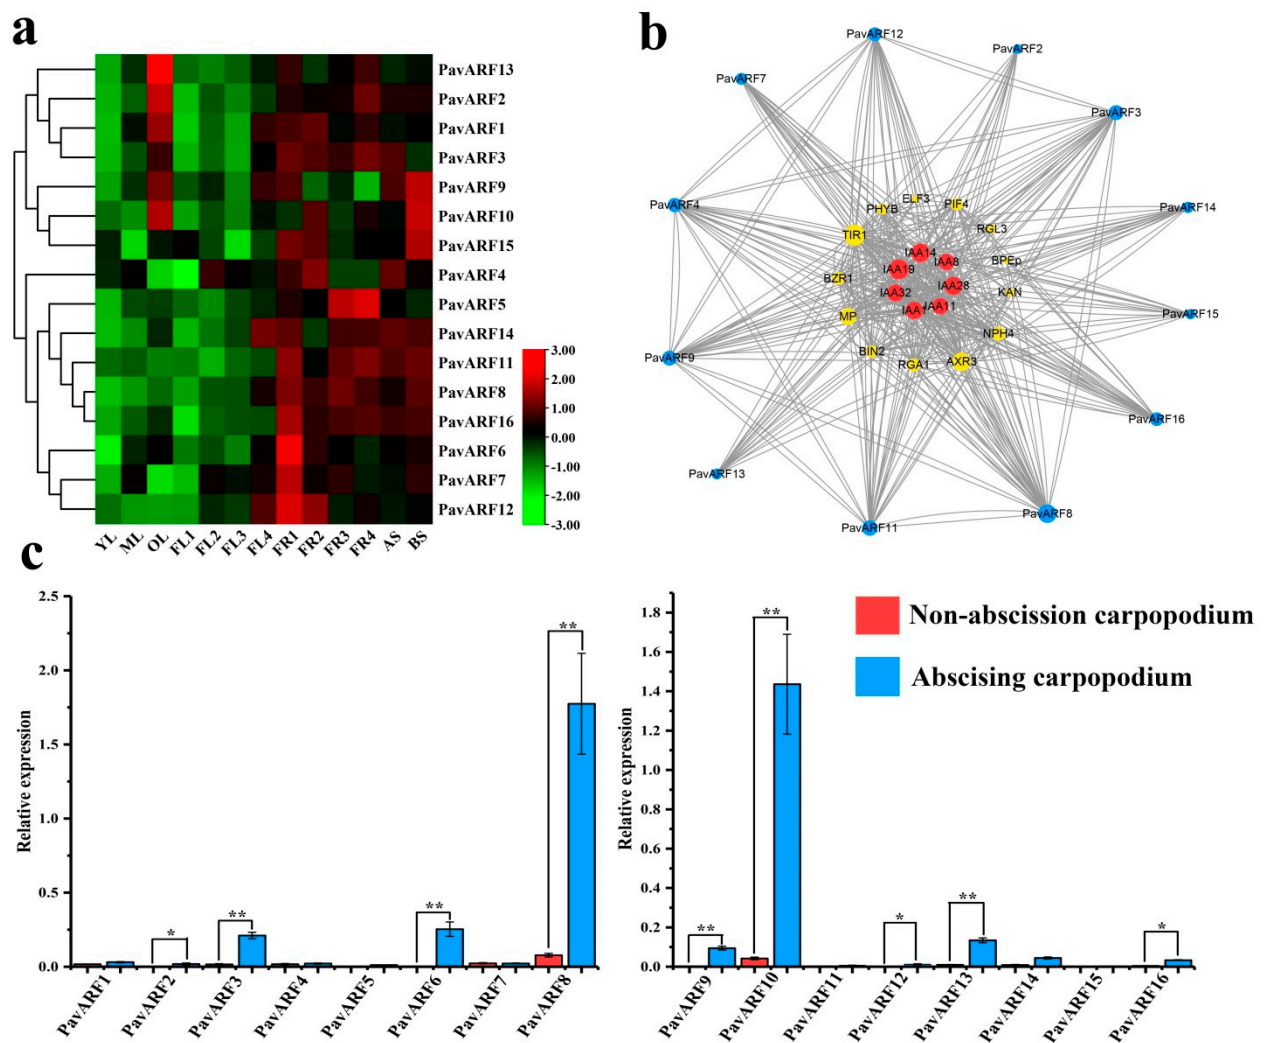 a
PavARF13
PavARF2
PavARF1
PavARF3
PavARF9
PavARF10
PavARF15
PavARF4
PavARF5
PavARF14
PavARF11
PavARF8
PavARF16
PavARF6
PavARF7
PavARF12
3.00
2.00
1.00
0.00
-1.00
-2.00
-3.00
YL ML OL FL1 FL2 FL3 FL4 FR1 FR2 FR3 FR4 AS BS
b
PavARF12
PavARF2
PavARF7
PavARF3
PavARF4
PavARF14
PavARF15
PavARF9
PavARF16
PavARF13
PavARF11
PavARF8
ELF3
PHYB
PIF4
TIR1
RGL3
BZR1
BPEp
KAN
MP
NPH4
BIN2
RGA1
AXR3
IAA14
IAA8
IAA19
IAA28
IAA32
IAA11
IAA1
c
Relative expression
2.5
2.0
1.5
1.0
0.5
0.0
*
**
**
**
PavARF1 PavARF2 PavARF3 PavARF4 PavARF5 PavARF6 PavARF7 PavARF8
Relative expression
1.8
1.6
1.4
1.2
1.0
0.8
0.6
0.4
0.2
0.0
**
**
*
**
*
PavARF9 PavARF10 PavARF11 PavARF12 PavARF13 PavARF14 PavARF15 PavARF16
Non-abscission carpopodium
Abscising carpopodium